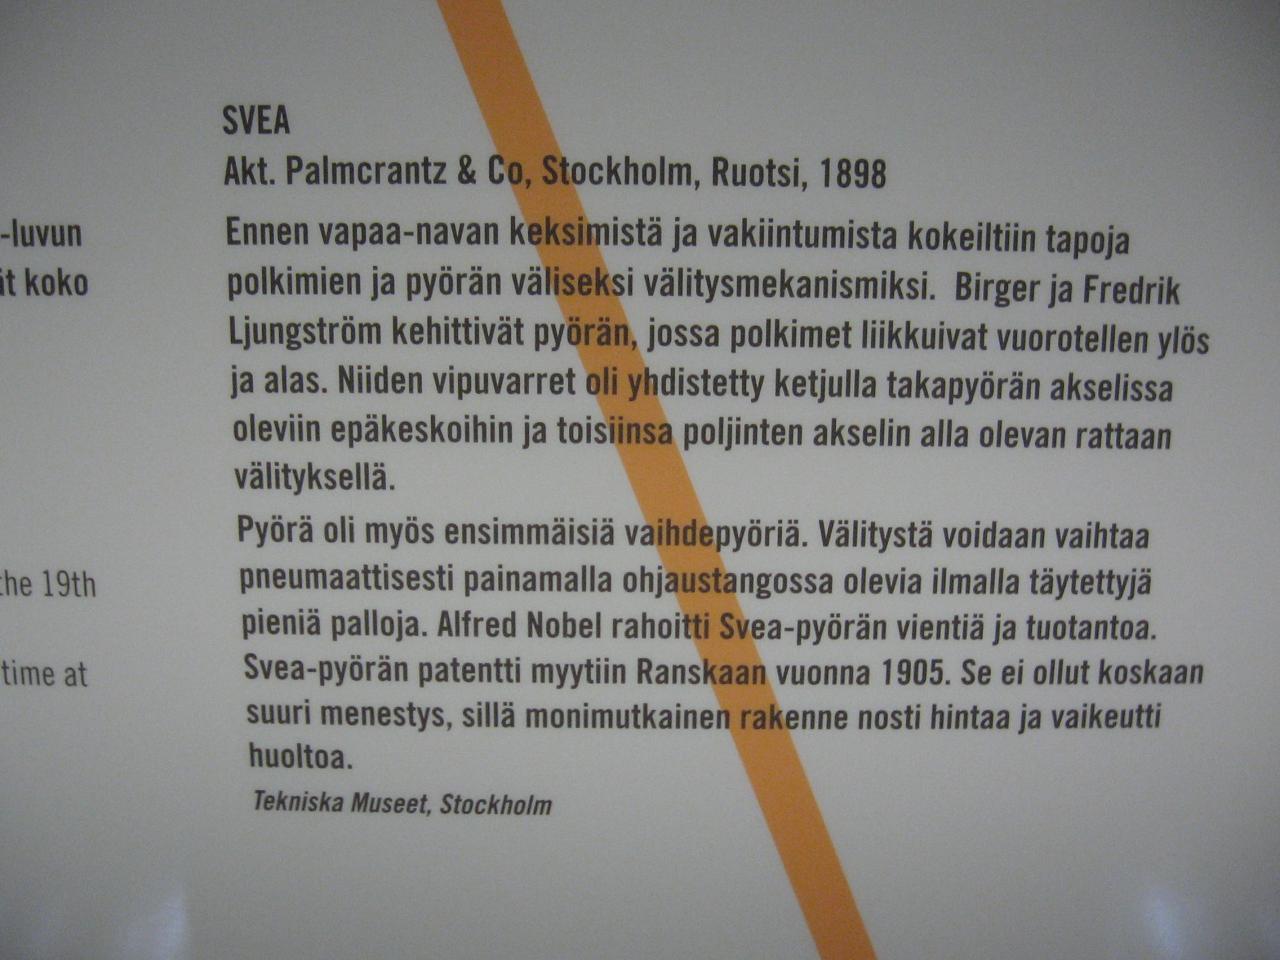 -luvun
ät koko
the 19th
time at
SVEA
Akt. Palmcrantz & Co, Stockholm, Ruotsi, 1898
Ennen vapaa-navan keksimistä ja vakiintumista kokeiltiin tapoja
polkimien ja pyörän väliseksi välitysmekanismiksi. Birger ja Fredrik
Ljungström kehittivät pyörän, jossa polkimet liikkuivat vuorotellen ylös
ja alas. Niiden vipuvarret oli yhdistetty ketjulla takapyörän akselissa
oleviin epäkeskoihin ja toisiinsa poljinten akselin alla olevan rattaan
välityksellä.
Pyörä oli myös ensimmäisiä vaihdepyöriä. Välitystä voidaan vaihtaa
pneumaattisesti painamalla ohjaustangossa olevia ilmalla täytettyjä
pieniä palloja. Alfred Nobel rahoitti Svea-pyörän vientiä ja tuotantoa.
Svea-pyörän patentti myytiin Ranskaan vuonna 1905. Se ei ollut koskaan
suuri menestys, sillä monimutkainen rakenne nosti hintaa ja vaikeutti
huoltoa.
Tekniska Museet, Stockholm